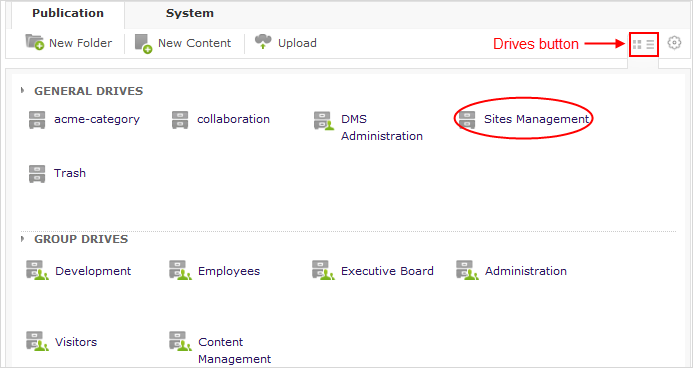 Publication System
New Folder New Content Upload Drives button
GENERAL DRIVES
acme-category collaboration DMS Sites Management
Administration
Trash
GROUP DRIVES
Development Employees Executive Board Administration
Visitors Content
Management